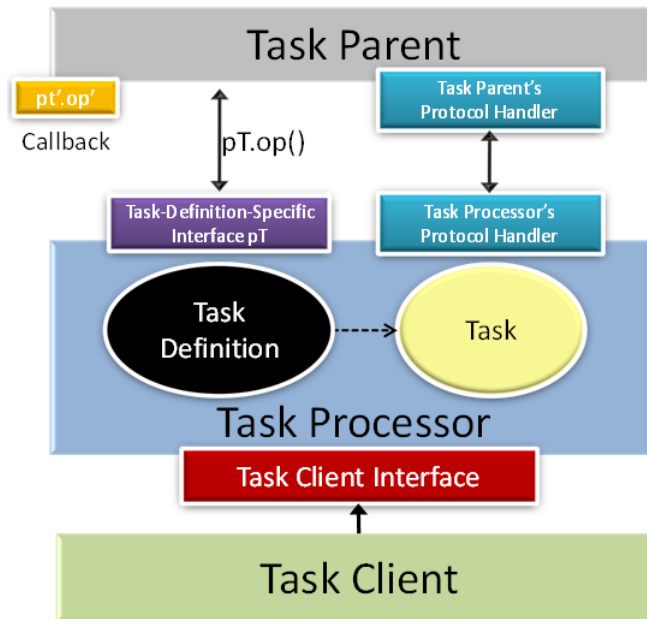 Task Parent
pt’.op’
Callback
pT.op()
Task Parent’s
Protocol Handler
Task-Definition-Specific
Interface pT
Task Processor’s
Protocol Handler
Task
Definition
Task
Task Processor
Task Client Interface
Task Client